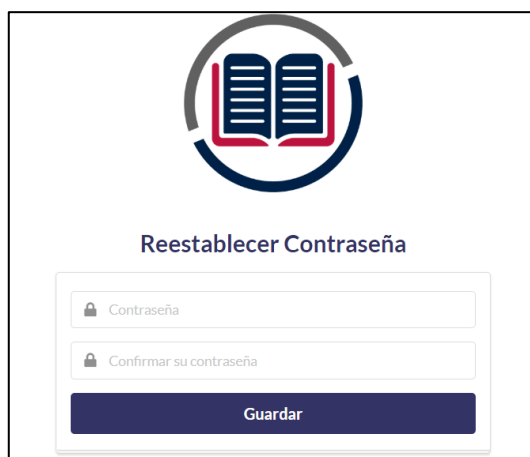 Reestablecer Contraseña
Contraseña
Confirmar su contraseña
Guardar